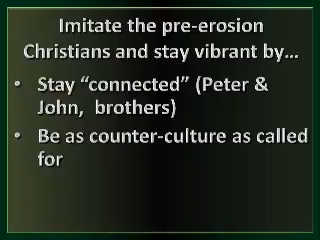 Imitate the pre-erosion
Christians and stay vibrant by...
• Stay “connected” (Peter &
John, brothers)
• Be as counter-culture as called
for